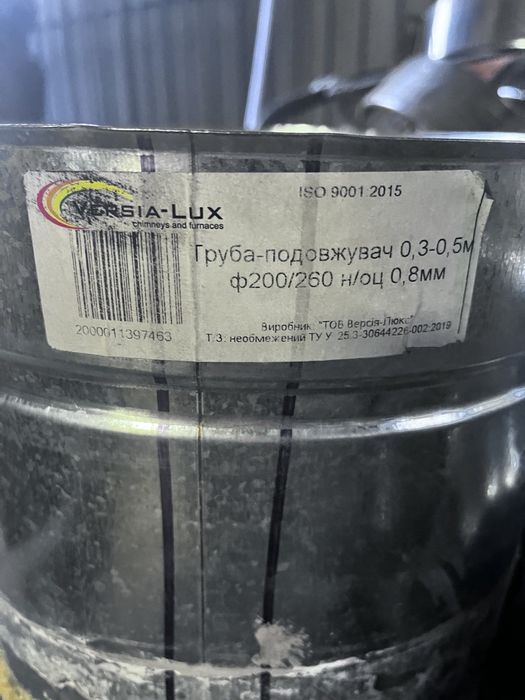 ISO 9001:2015
VERSIA-LUX
chimneys and furnaces
Труба-подовжувач 0,3-0,5м
ф200/260 н/оц 0,8мм
2000011397463
Виробник: "ТОВ Версія-Люкс"
Т.З: необмежений ТУ У 25.3-30644226-002:2019